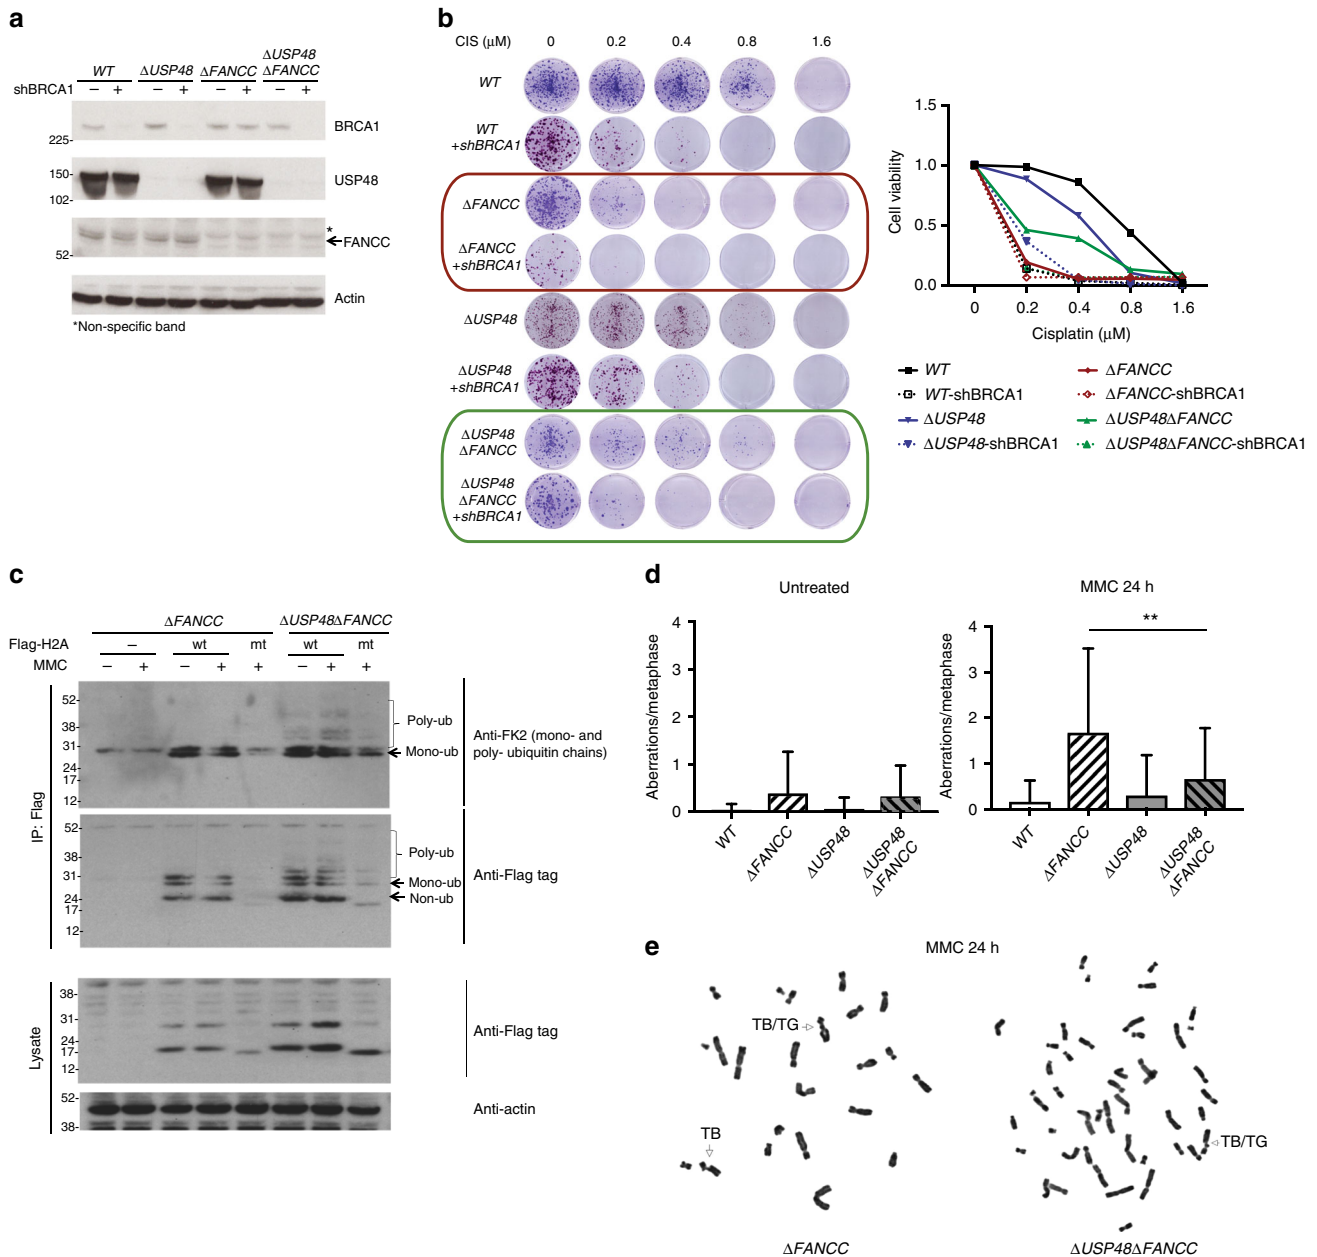 a
WT ΔUSP48 ΔFANCC ΔUSP48 ΔFANCC
shBRCA1 – + – + – + – +
BRCA1
225-
150-
USP48
102-
*
FANCC
52-
Actin
*Non-specific band
b
CIS (μM) 0 0.2 0.4 0.8 1.6
WT
WT
+shBRCA1
ΔFANCC
ΔFANCC
+shBRCA1
ΔUSP48
ΔUSP48
+shBRCA1
ΔUSP48
ΔFANCC
ΔUSP48
ΔFANCC
+shBRCA1
Cell viability
1.5
1.0
0.5
0.0
0 0.2 0.4 0.8 1.6
Cisplatin (μM)
WT
WT-shBRCA1
ΔUSP48
ΔUSP48-shBRCA1
ΔFANCC
ΔFANCC-shBRCA1
ΔUSP48ΔFANCC
ΔUSP48ΔFANCC-shBRCA1
c
ΔFANCC ΔUSP48ΔFANCC
Flag-H2A – wt mt wt mt
MMC – + – + + – + +
IP: Flag
52-
38-
31-
24-
17-
12-
Poly-ub
Mono-ub
Anti-FK2 (mono- and
poly- ubiquitin chains)
52-
38-
31-
24-
17-
12-
Poly-ub
Mono-ub
Non-ub
Anti-Flag tag
Lysate
38-
31-
24-
17-
12-
Anti-Flag tag
52-
38-
Anti-actin
d
Untreated
Aberrations/metaphase
4
3
2
1
0
WT
ΔFANCC
ΔUSP48
ΔUSP48
ΔFANCC
MMC 24 h
**
Aberrations/metaphase
4
3
2
1
0
WT
ΔFANCC
ΔUSP48
ΔUSP48
ΔFANCC
e
MMC 24 h
TB/TG
TB
TB/TG
ΔFANCC
ΔUSP48ΔFANCC